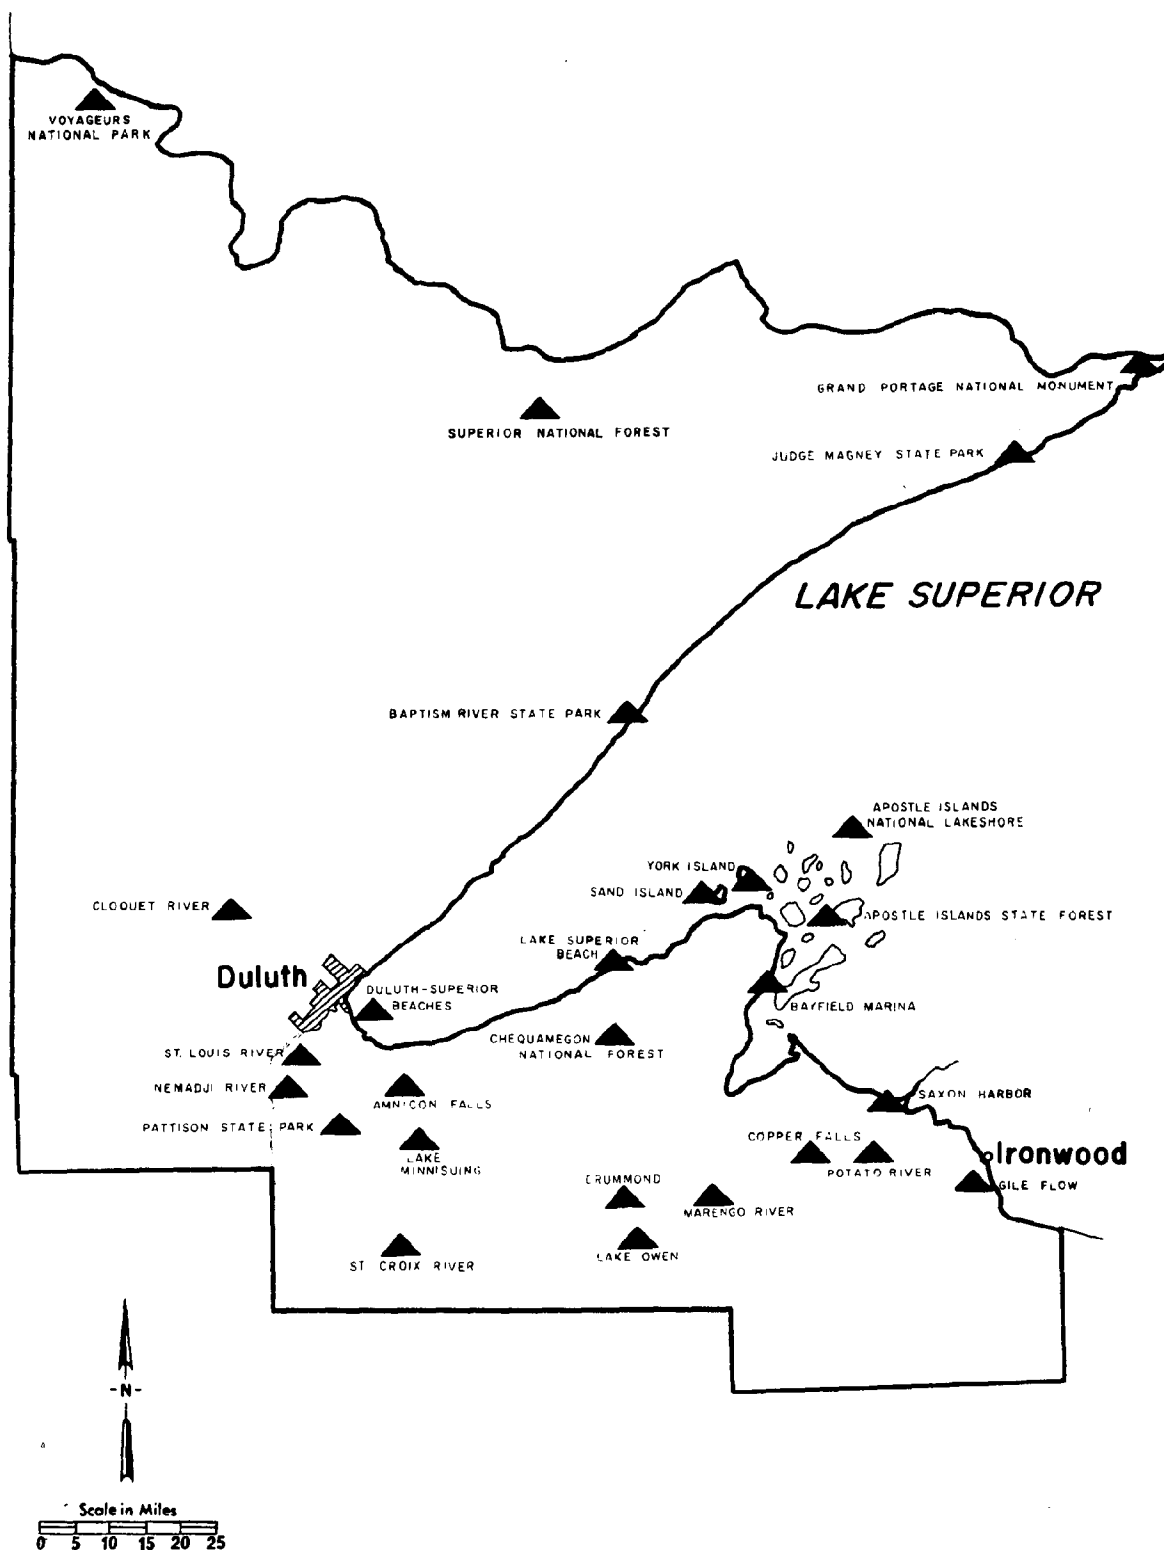 VOYAGEURS
NATIONAL PARK
GRAND PORTAGE NATIONAL MONUMENT
SUPERIOR NATIONAL FOREST
JUDGE MAGNEY STATE PARK
LAKE SUPERIOR
BAPTISM RIVER STATE PARK
APOSTLE ISLANDS
NATIONAL LAKESHORE
YORK ISLAND
SAND ISLAND
CLOQUET RIVER
APOSTLE ISLANDS STATE FOREST
LAKE SUPERIOR
BEACH
Duluth
DULUTH-SUPERIOR
BEACHES
BAYFIELD MARINA
CHEQUAMEGON
NATIONAL FOREST
ST. LOUIS RIVER
NEMADJI RIVER
AMNICON FALLS
SAXON HARBOR
PATTISON STATE PARK
COPPER FALLS
LAKE
MINNISUING
Ironwood
POTATO RIVER
DRUMMOND
GILE FLOW
MARENGO RIVER
LAKE OWEN
ST CROIX RIVER
-N-
Scale in Miles
0 5 10 15 20 25